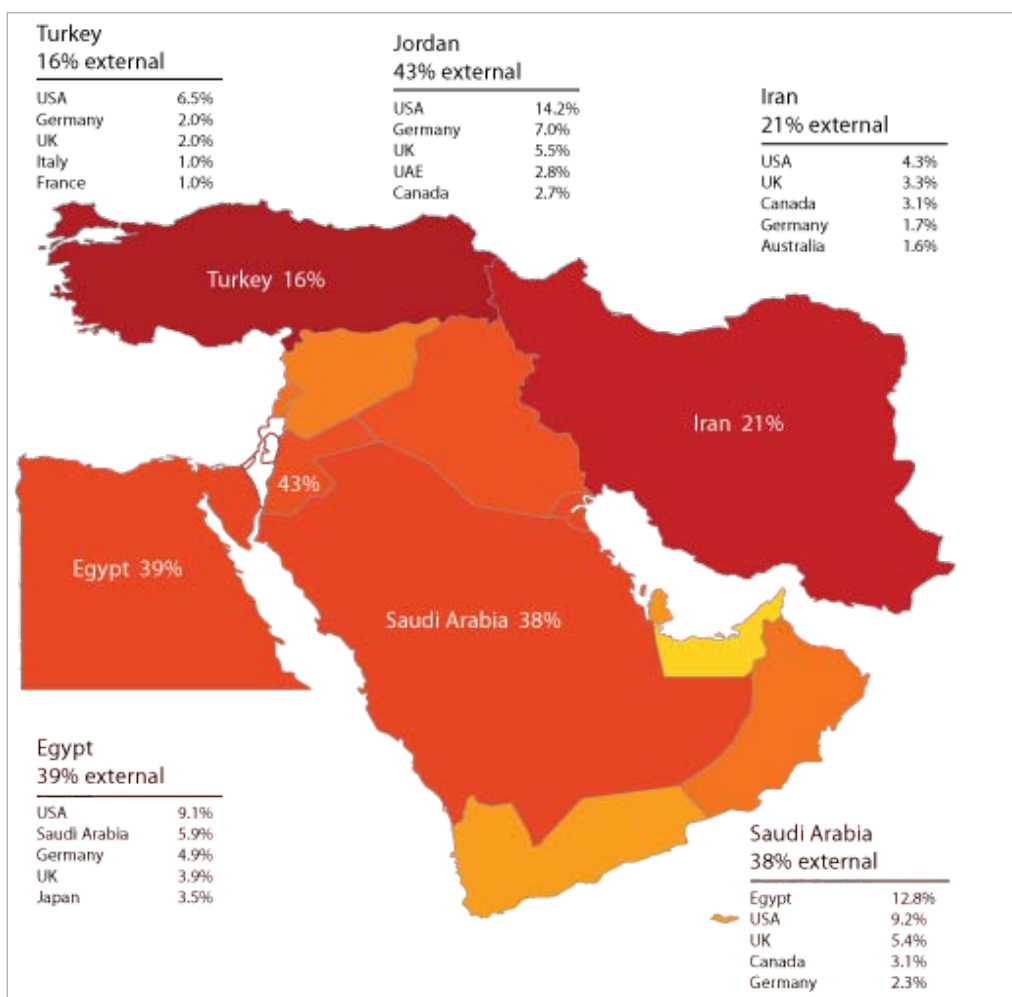 Turkey
16% external
USA 6.5%
Germany 2.0%
UK 2.0%
Italy 1.0%
France 1.0%
Jordan
43% external
USA 14.2%
Germany 7.0%
UK 5.5%
UAE 2.8%
Canada 2.7%
Iran
21% external
USA 4.3%
UK 3.3%
Canada 3.1%
Germany 1.7%
Australia 1.6%
Turkey 16%
Iran 21%
43%
Egypt 39%
Saudi Arabia 38%
Egypt
39% external
USA 9.1%
Saudi Arabia 5.9%
Germany 4.9%
UK 3.9%
Japan 3.5%
Saudi Arabia
38% external
Egypt 12.8%
USA 9.2%
UK 5.4%
Canada 3.1%
Germany 2.3%